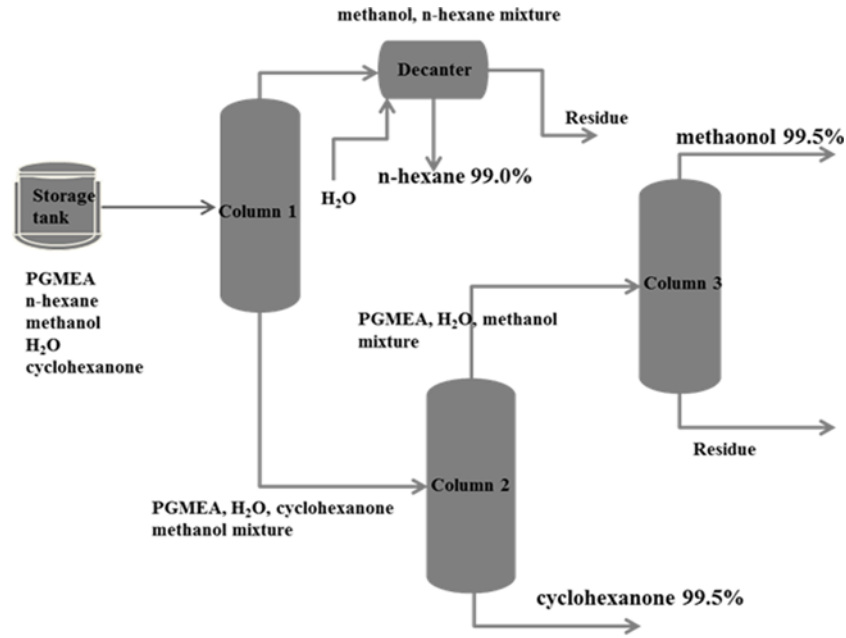 methanol, n-hexane mixture
Decanter
Residue
methaonol 99.5%
n-hexane 99.0%
H₂O
Storage
tank
Column 1
PGMEA
n-hexane
methanol
H₂O
cyclohexanone
Column 3
PGMEA, H₂O, methanol
mixture
Residue
Column 2
PGMEA, H₂O, cyclohexanone
methanol mixture
cyclohexanone 99.5%